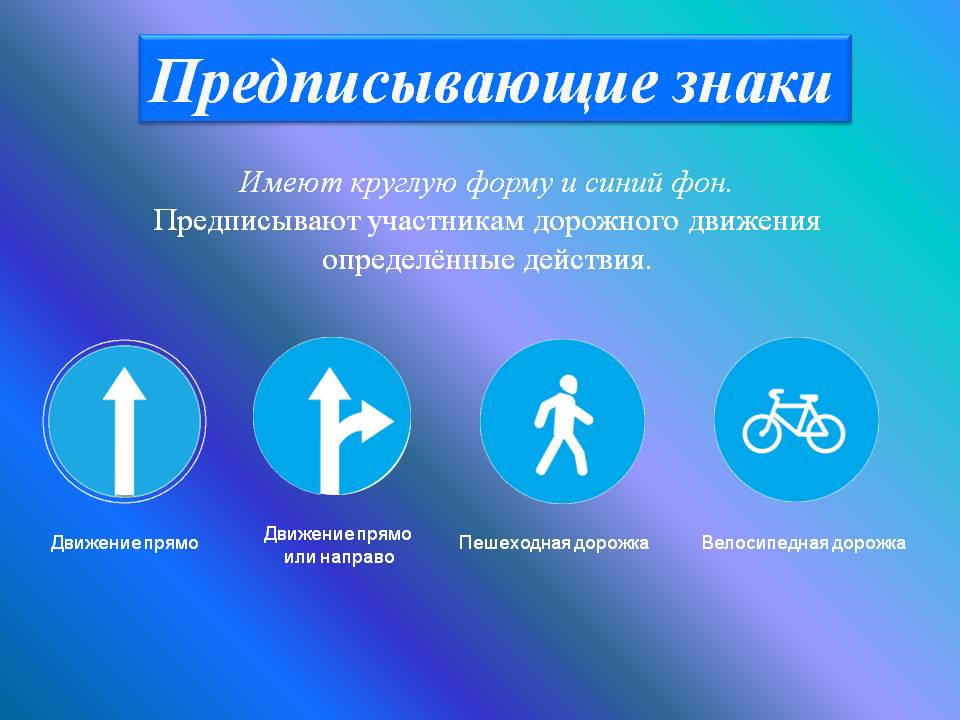 Предписывающие знаки
Имеют круглую форму и синий фон.
Предписывают участникам дорожного движения
определённые действия.
Движение прямо
Движение прямо
или направо
Пешеходная дорожка
Велосипедная дорожка